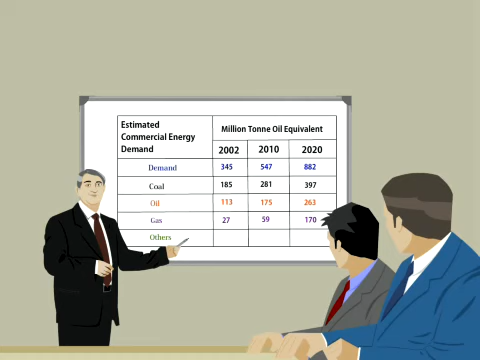 Estimated
Commercial Energy
Demand
Million Tonne Oil Equivalent
2002 2010 2020
Demand 345 547 882
Coal 185 281 397
Oil 113 175 263
Gas 27 59 170
Others